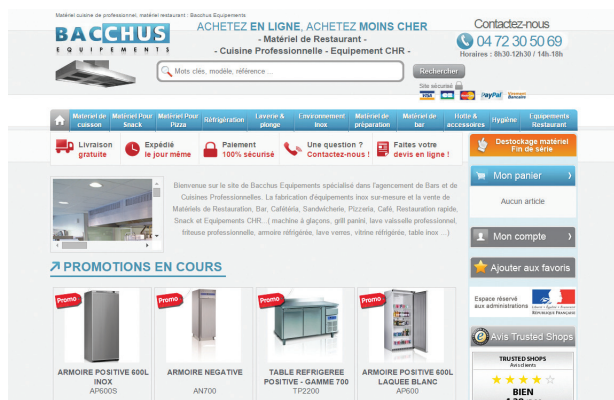 Matériel cuisine de professionnel, matériel restaurant : Bacchus Equipements
BACCHUS
EQUIPEMENTS
ACHETEZ EN LIGNE, ACHETEZ MOINS CHER
- Matériel de Restaurant -
- Cuisine Professionnelle - Equipement CHR -
Contactez-nous
04 72 30 50 69
Horaires : 8h30-12h30 / 14h-18h
Mots clés, modèle, référence ...
Rechercher
Site sécurisé
VISA
PayPal
Virement
Bancaire
Matériel de cuisson
Matériel Pour Snack
Matériel Pour Pizza
Réfrigération
Laverie & plonge
Environnement Inox
Matériel de préparation
Matériel de bar
Hotte & accessoires
Hygiène
Equipements Restaurant
Livraison
gratuite
Expédié
le jour même
Paiement
100% sécurisé
Une question ?
Contactez-nous !
Faites votre
devis en ligne !
Destockage matériel
Fin de série
Mon panier
Aucun article
Bienvenue sur le site de Bacchus Equipements spécialisé dans l'agencement de Bars et de
Cuisines Professionelles. La fabrication d'équipements inox sur-mesure et la vente de
Matériels de Restauration, Bar, Cafétéria, Sandwicherie, Pizzeria, Café, Restauration rapide,
Snack et Equipements CHR...( machine à glaçons, grill panini, lave vaisselle professionnel,
friteuse professionnelle, armoire réfrigérée, lave verres, vitrine réfrigérée, table inox ...)
Mon compte
Ajouter aux favoris
PROMOTIONS EN COURS
Espace réservé
aux administrations
RÉPUBLIQUE FRANÇAISE
Avis Trusted Shops
Promo
Promo
Promo
Promo
ARMOIRE POSITIVE 600L
INOX
AP600S
ARMOIRE NEGATIVE
AN700
TABLE REFRIGEREE
POSITIVE - GAMME 700
TP2200
ARMOIRE POSITIVE 600L
LAQUEE BLANC
AP600
TRUSTED SHOPS
Avis clients
BIEN